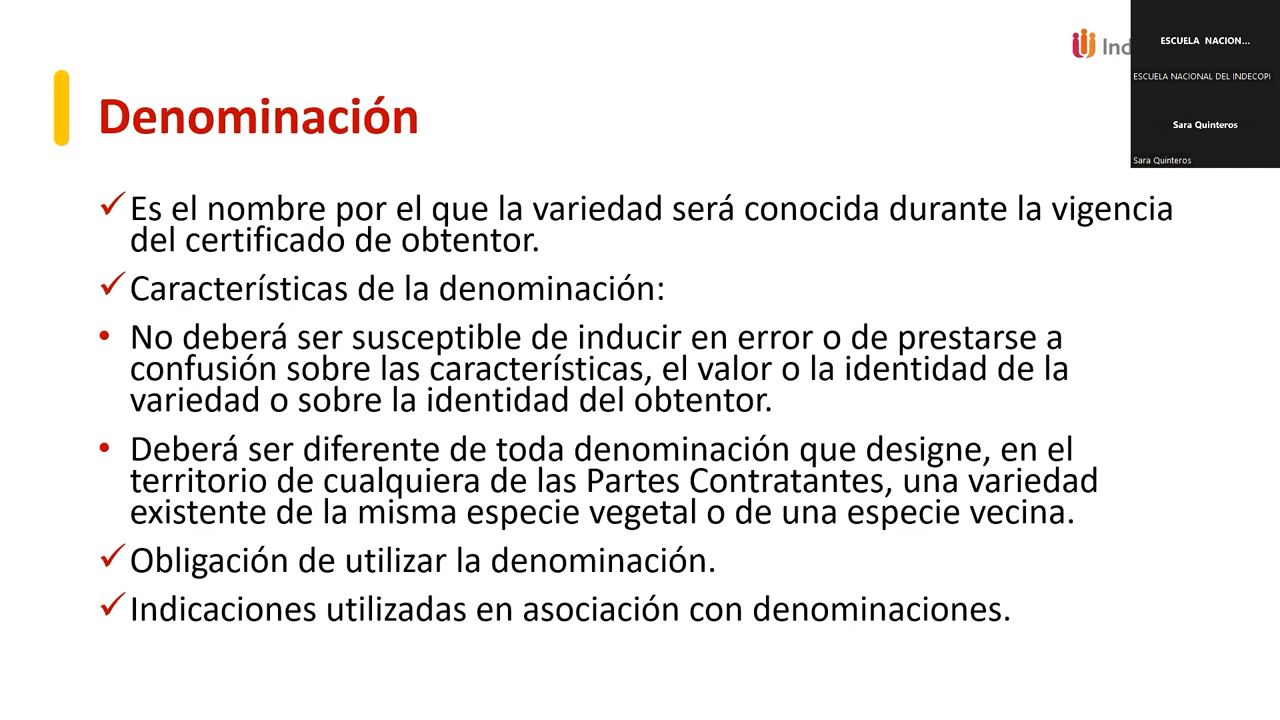 Ind
ESCUELA NACION...
ESCUELA NACIONAL DEL INDECOPI
Sara Quinteros
Sara Quinteros
Denominación
✓ Es el nombre por el que la variedad será conocida durante la vigencia
del certificado de obtentor.
✓ Características de la denominación:
• No deberá ser susceptible de inducir en error o de prestarse a
confusión sobre las características, el valor o la identidad de la
variedad o sobre la identidad del obtentor.
• Deberá ser diferente de toda denominación que designe, en el
territorio de cualquiera de las Partes Contratantes, una variedad
existente de la misma especie vegetal o de una especie vecina.
✓ Obligación de utilizar la denominación.
✓ Indicaciones utilizadas en asociación con denominaciones.